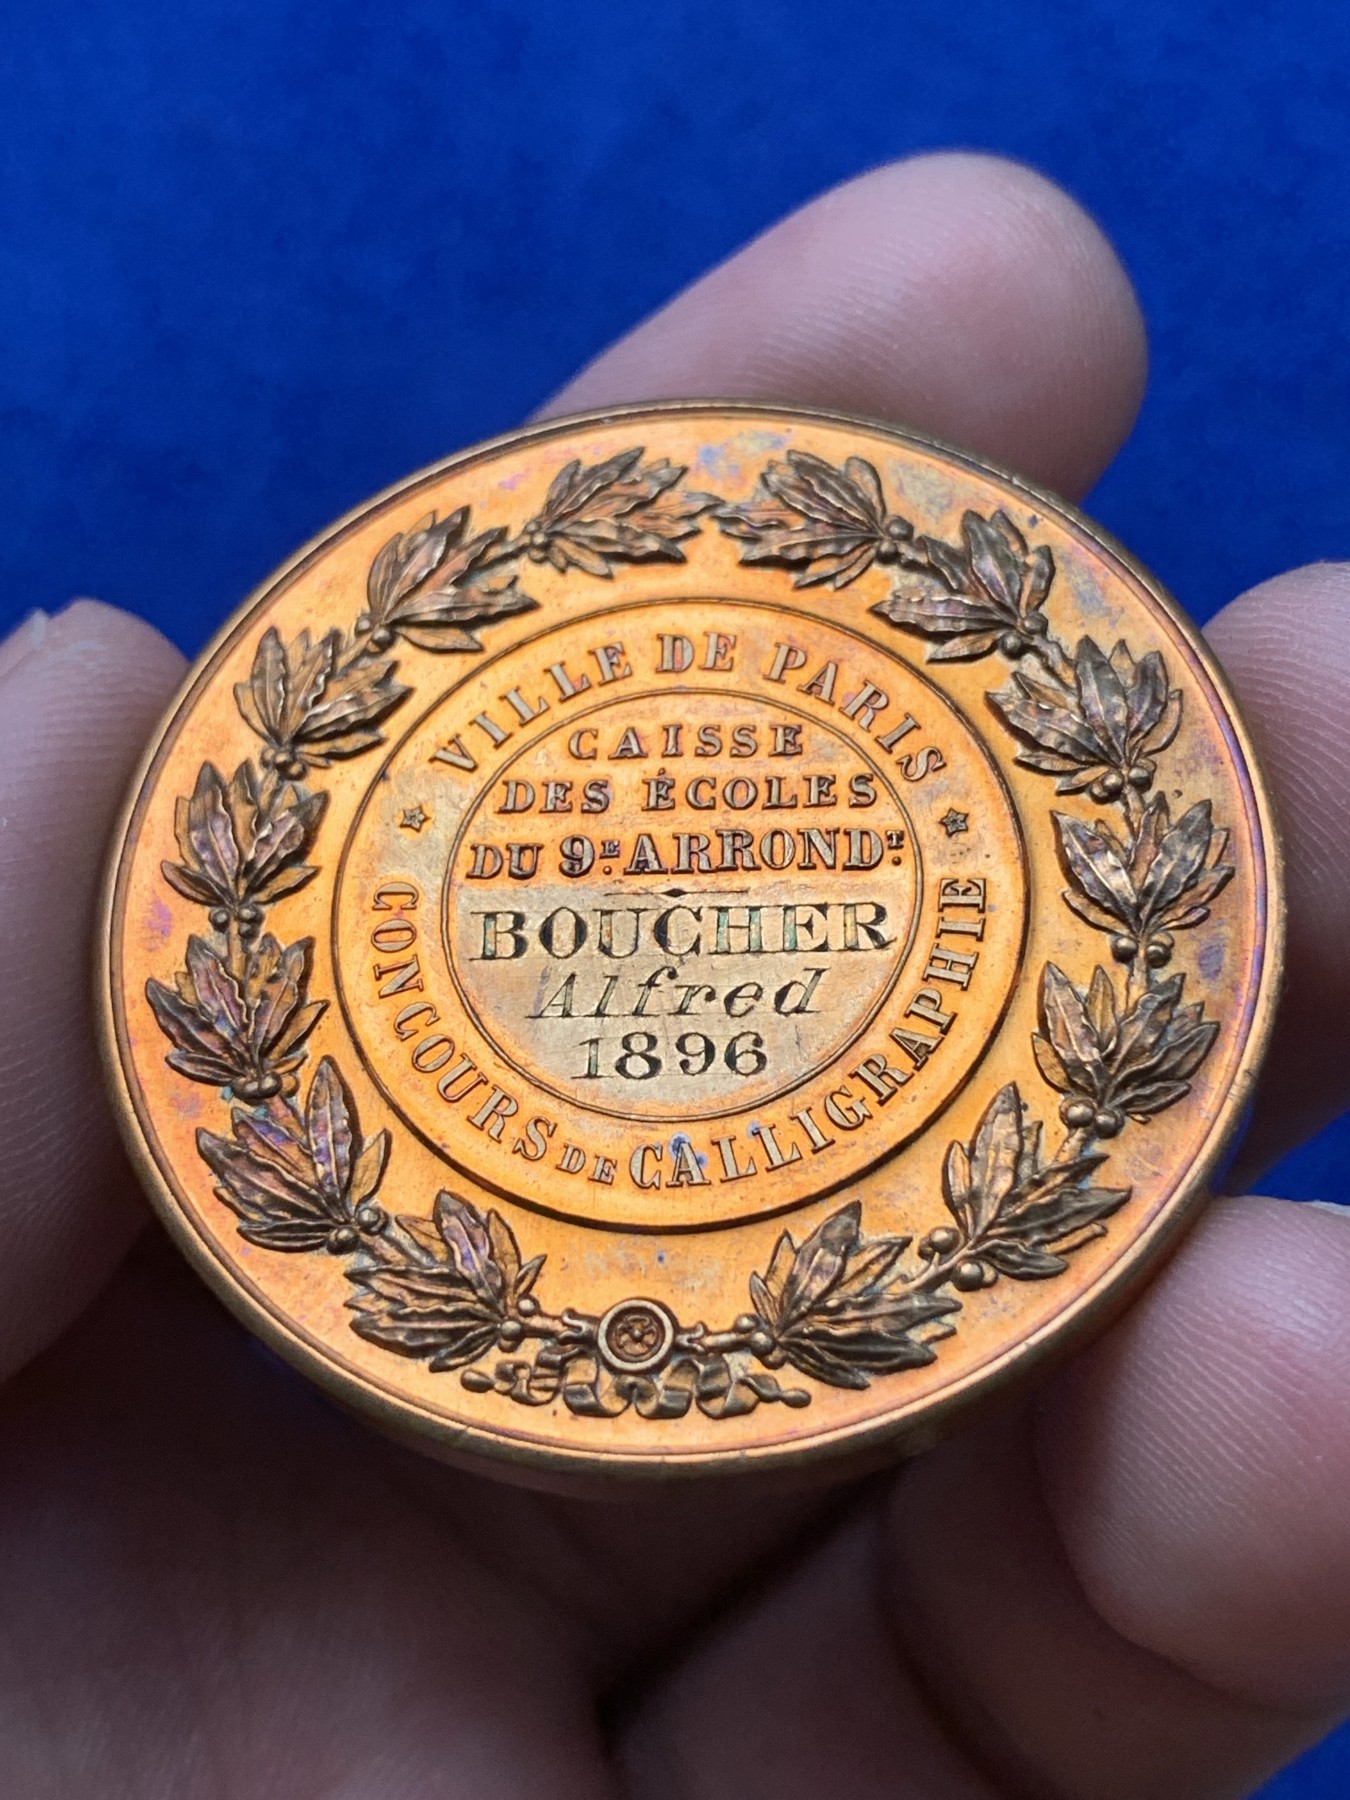 VILLE DE PARIS
CAISSE
DES ÉCOLES
DU 9E ARRONDT.
BOUCHER
Alfred
1896
CONCOURS DE CALLIGRAPHIE